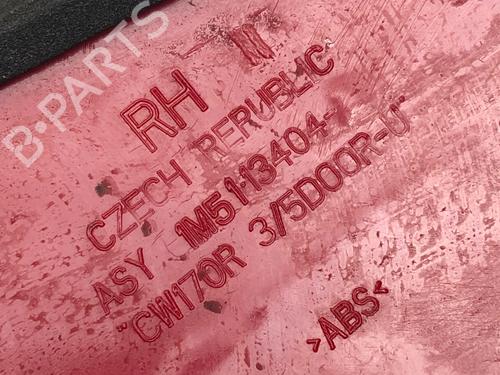 B-PARTS
RH
CZECH REPUBLIC
ASY 1M51-13404-
"CW170R 3/5DOOR-U"
>ABS<